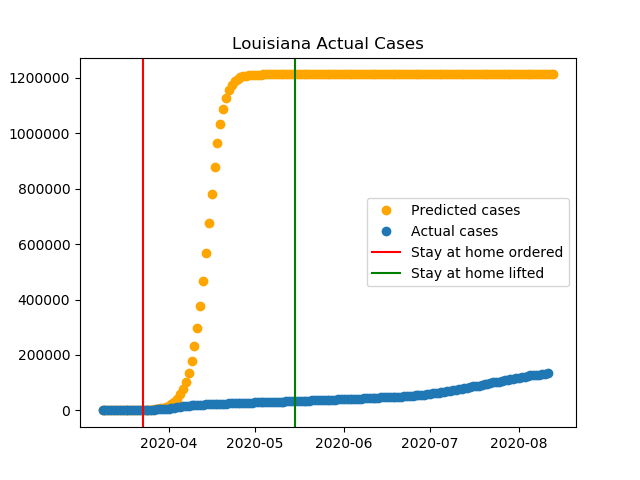 Louisiana Actual Cases
1200000
1000000
800000
600000
400000
200000
0
Predicted cases
Actual cases
Stay at home ordered
Stay at home lifted
2020-04 2020-05 2020-06 2020-07 2020-08